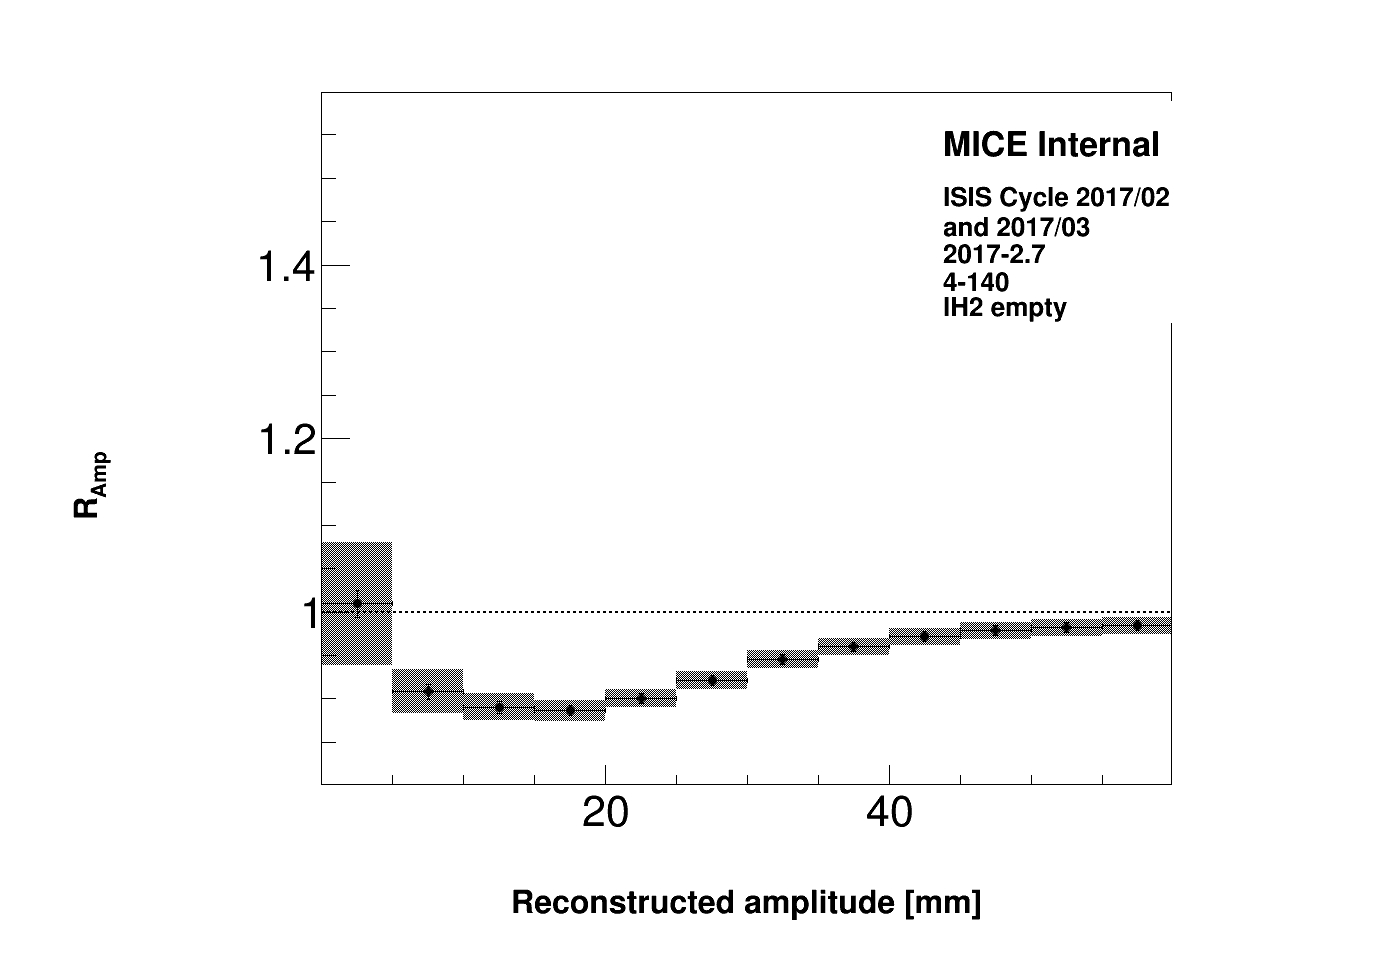 MICE Internal
ISIS Cycle 2017/02
and 2017/03
2017-2.7
4-140
lH2 empty
1.4
1.2
1
R_Amp
20
40
Reconstructed amplitude [mm]